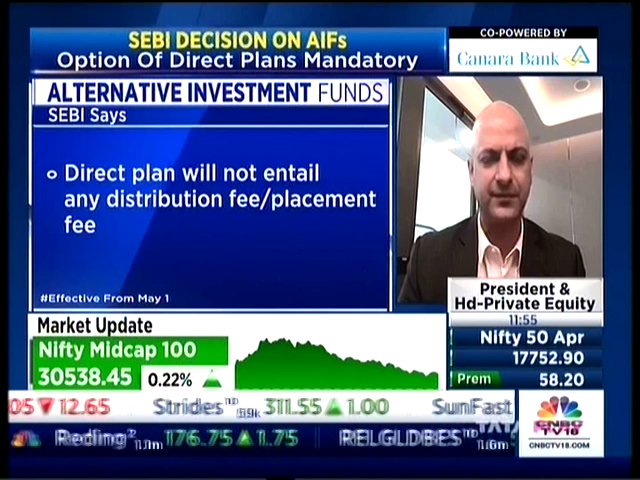 SEBI DECISION ON AIFs
Option Of Direct Plans Mandatory
CO-POWERED BY
Canara Bank
ALTERNATIVE INVESTMENT FUNDS
SEBI Says
Direct plan will not entail
any distribution fee/placement
fee
#Effective From May 1
President &
Hd-Private Equity
11:55
Market Update
Nifty Midcap 100
30538.45 0.22%
Nifty 50 Apr
17752.90
Prem 58.20
05 ▼ 12.65 Strides 311.55 ▲ 1.00 SunFast
176.75 ▲ 1.75
CNBC
TV18
CNBCTV18.COM